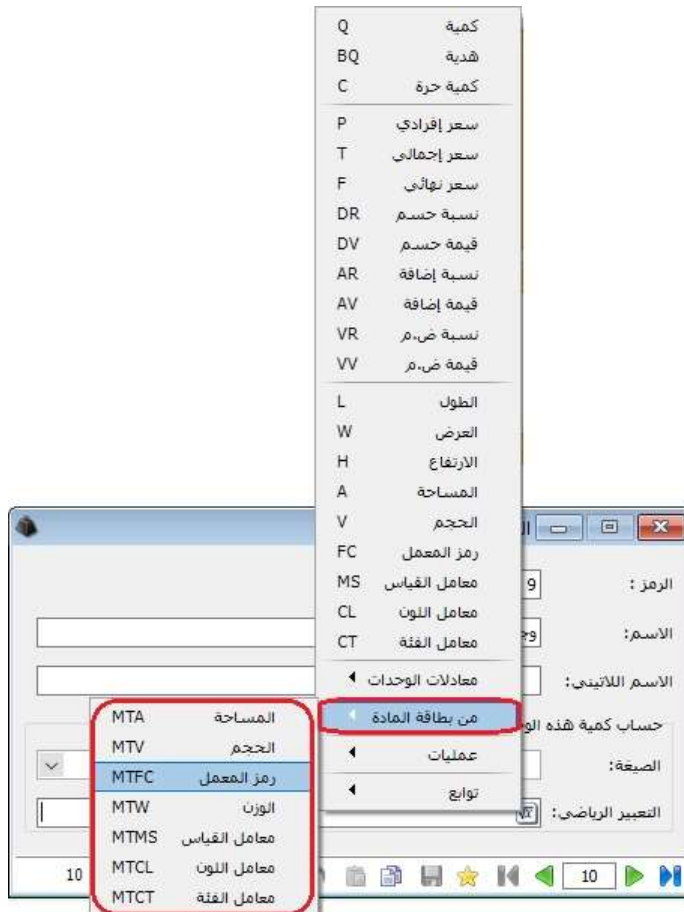 كمية Q
هدية BQ
كمية حرة C
سعر إفرادي P
سعر إجمالي T
سعر نهائي F
نسبة حسم DR
قيمة حسم DV
نسبة إضافة AR
قيمة إضافة AV
نسبة ض.م VR
قيمة ض.م VV
الطول L
العرض W
الارتفاع H
المساحة A
الحجم V
رمز المعمل FC
معامل القياس MS
معامل اللون CL
معامل الفئة CT
معادلات الوحدات
من بطاقة المادة
عمليات
توابع
المساحة MTA
الحجم MTV
رمز المعمل MTFC
الوزن MTW
معامل القياس MTMS
معامل اللون MTCL
معامل الفئة MTCT
الرمز : 9
الاسم:
الاسم اللاتيني:
حساب كمية هذه
الصيغة:
التعبير الرياضي:
10
10